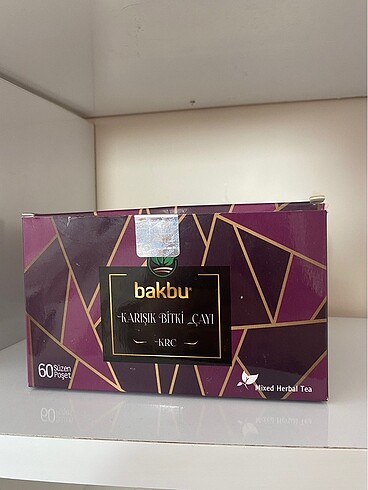 bakbu®
KARIŞIK BİTKİ ÇAYI
KRC
60 Süzen
Poşet
Mixed Herbal Tea